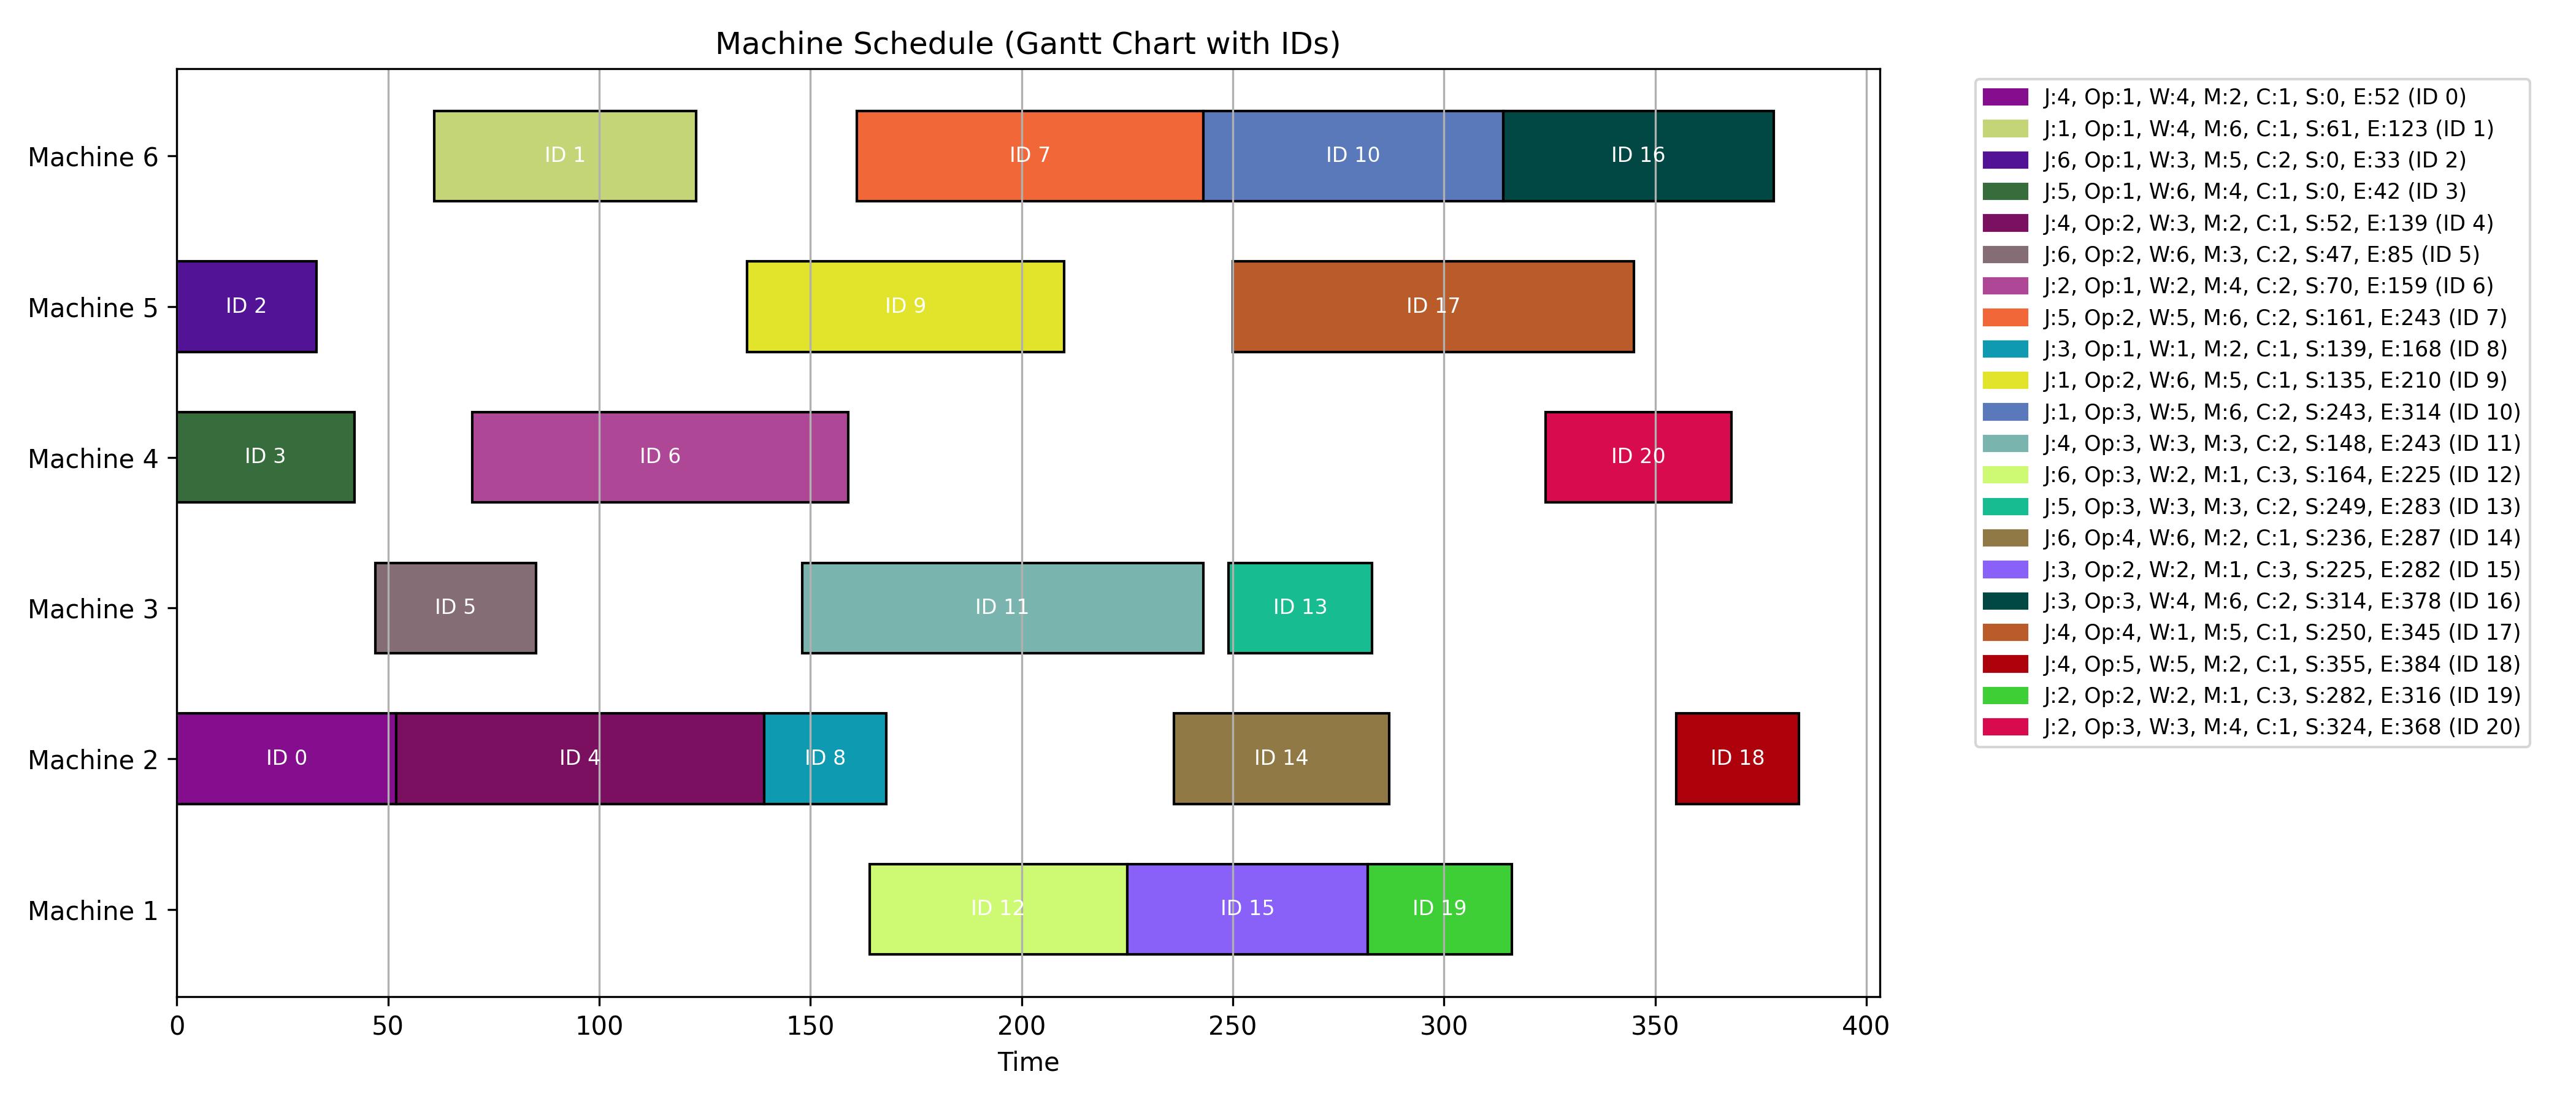 Machine Schedule (Gantt Chart with IDs)
Machine 6
ID 1
ID 7
ID 10
ID 16
Machine 5
ID 2
ID 9
ID 17
Machine 4
ID 3
ID 6
ID 20
Machine 3
ID 5
ID 11
ID 13
Machine 2
ID 0
ID 4
ID 8
ID 14
ID 18
Machine 1
ID 12
ID 15
ID 19
0 50 100 150 200 250 300 350 400
Time
J:4, Op:1, W:4, M:2, C:1, S:0, E:52 (ID 0)
J:1, Op:1, W:4, M:6, C:1, S:61, E:123 (ID 1)
J:6, Op:1, W:3, M:5, C:2, S:0, E:33 (ID 2)
J:5, Op:1, W:6, M:4, C:1, S:0, E:42 (ID 3)
J:4, Op:2, W:3, M:2, C:1, S:52, E:139 (ID 4)
J:6, Op:2, W:6, M:3, C:2, S:47, E:85 (ID 5)
J:2, Op:1, W:2, M:4, C:2, S:70, E:159 (ID 6)
J:5, Op:2, W:5, M:6, C:2, S:161, E:243 (ID 7)
J:3, Op:1, W:1, M:2, C:1, S:139, E:168 (ID 8)
J:1, Op:2, W:6, M:5, C:1, S:135, E:210 (ID 9)
J:1, Op:3, W:5, M:6, C:2, S:243, E:314 (ID 10)
J:4, Op:3, W:3, M:3, C:2, S:148, E:243 (ID 11)
J:6, Op:3, W:2, M:1, C:3, S:164, E:225 (ID 12)
J:5, Op:3, W:3, M:3, C:2, S:249, E:283 (ID 13)
J:6, Op:4, W:6, M:2, C:1, S:236, E:287 (ID 14)
J:3, Op:2, W:2, M:1, C:3, S:225, E:282 (ID 15)
J:3, Op:3, W:4, M:6, C:2, S:314, E:378 (ID 16)
J:4, Op:4, W:1, M:5, C:1, S:250, E:345 (ID 17)
J:4, Op:5, W:5, M:2, C:1, S:355, E:384 (ID 18)
J:2, Op:2, W:2, M:1, C:3, S:282, E:316 (ID 19)
J:2, Op:3, W:3, M:4, C:1, S:324, E:368 (ID 20)